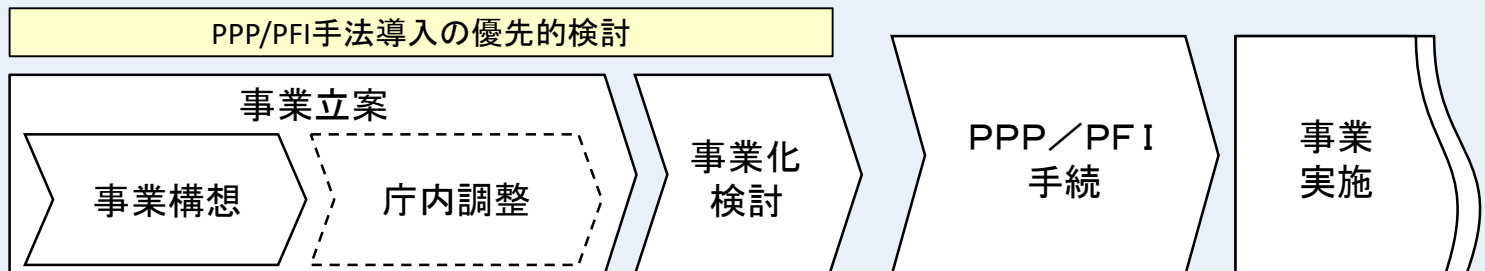 PPP/PFI手法導入の優先的検討
事業立案
事業構想
庁内調整
事業化
検討
ＰＰＰ／ＰＦＩ
手続
事業
実施